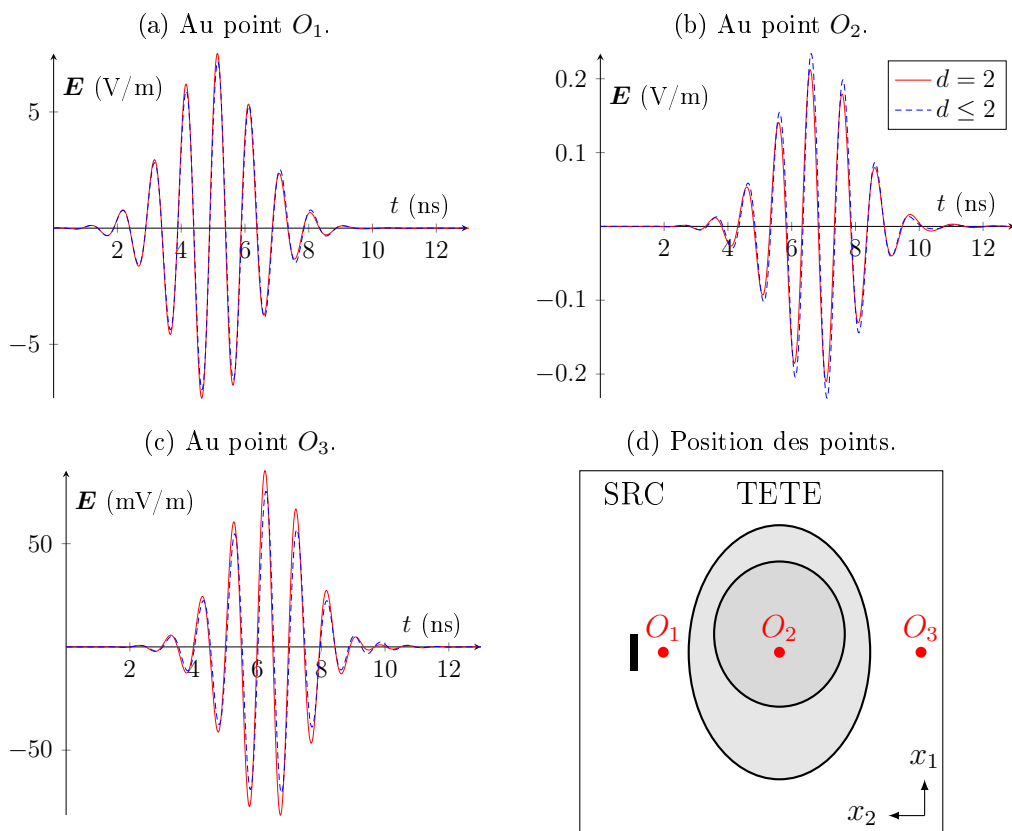 (a) Au point O₁.
E (V/m)
5
t (ns)
2 4 6 8 10 12
−5
(b) Au point O₂.
E (V/m)
d = 2
d ≤ 2
0.2
0.1
t (ns)
2 4 6 8 10 12
−0.1
−0.2
(c) Au point O₃.
E (mV/m)
50
t (ns)
2 4 6 8 10 12
−50
(d) Position des points.
SRC TETE
O₁ O₂ O₃
x₁
x₂